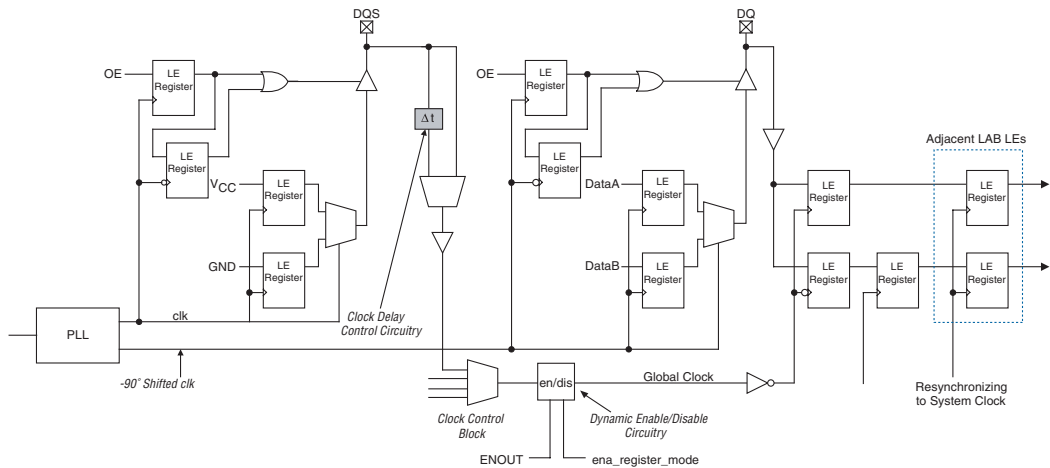 DQS
DQ
OE
LE
Register
OE
LE
Register
Δt
Adjacent LAB LEs
LE
Register
LE
Register
VCC
LE
Register
DataA
LE
Register
LE
Register
LE
Register
GND
LE
Register
DataB
LE
Register
LE
Register
LE
Register
LE
Register
PLL
clk
Clock Delay
Control Circuitry
-90° Shifted clk
en/dis
Global Clock
Clock Control
Block
Dynamic Enable/Disable
Circuitry
Resynchronizing
to System Clock
ENOUT
ena_register_mode